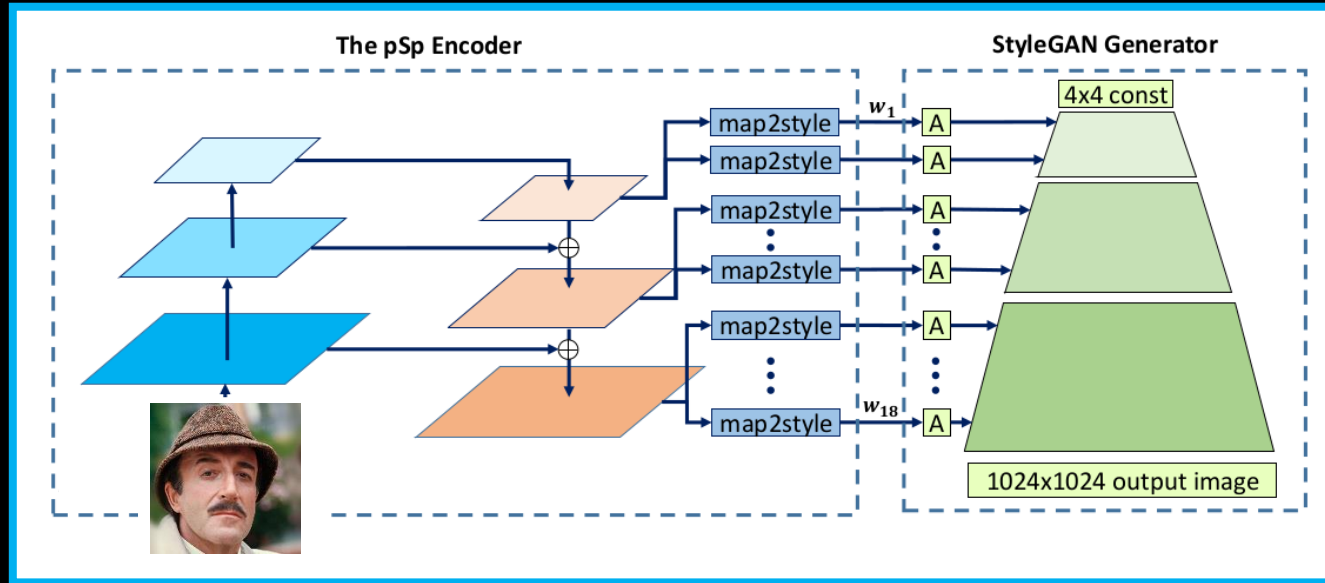 The pSp Encoder
StyleGAN Generator
4x4 const
map2style
w₁
A
map2style
A
map2style
A
map2style
A
map2style
A
map2style
w₁₈
A
1024x1024 output image